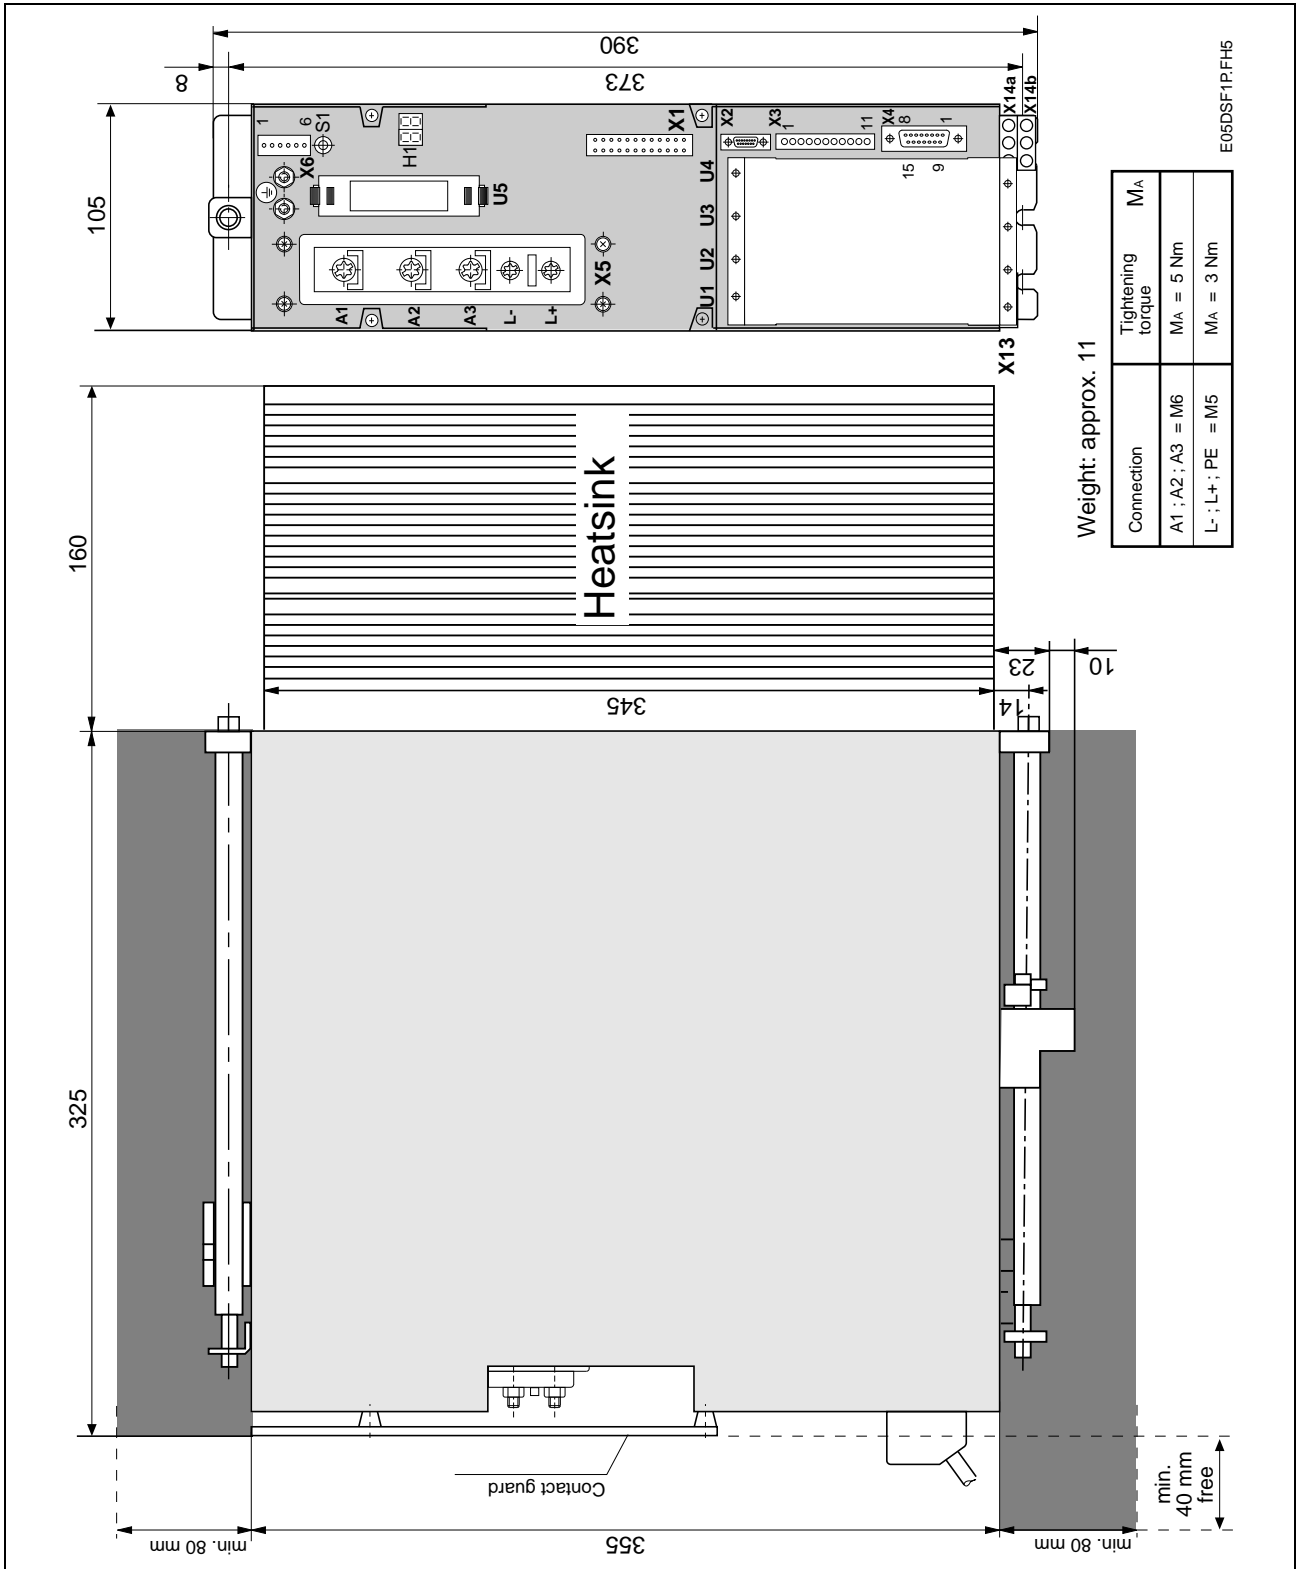 390
373
8
105
1
6
S1
X6
H1
U5
X1
X2
X3
1
11
X4
8
1
15
9
X14a
X14b
U4
U3
U2
U1
X5
A1
A2
A3
L-
L+
X13
E05DSF1P.FH5
160
Heatsink
345
23
14
10
Weight: approx. 11
Connection
Tightening torque
MA
A1 ; A2 ; A3 = M6
MA = 5 Nm
L- ; L+ ; PE = M5
MA = 3 Nm
325
Contact guard
min. 80 mm
355
min. 80 mm
min.
40 mm
free